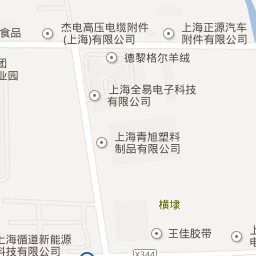 杰电高压电缆附件
(上海)有限公司
上海正源汽车
附件有限公司
食品
德黎格尔羊绒
团
业园
上海全易电子科技
有限公司
上海青旭塑料
制品有限公司
横埭
王佳胶带
上海循道新能源
科技有限公司
X344